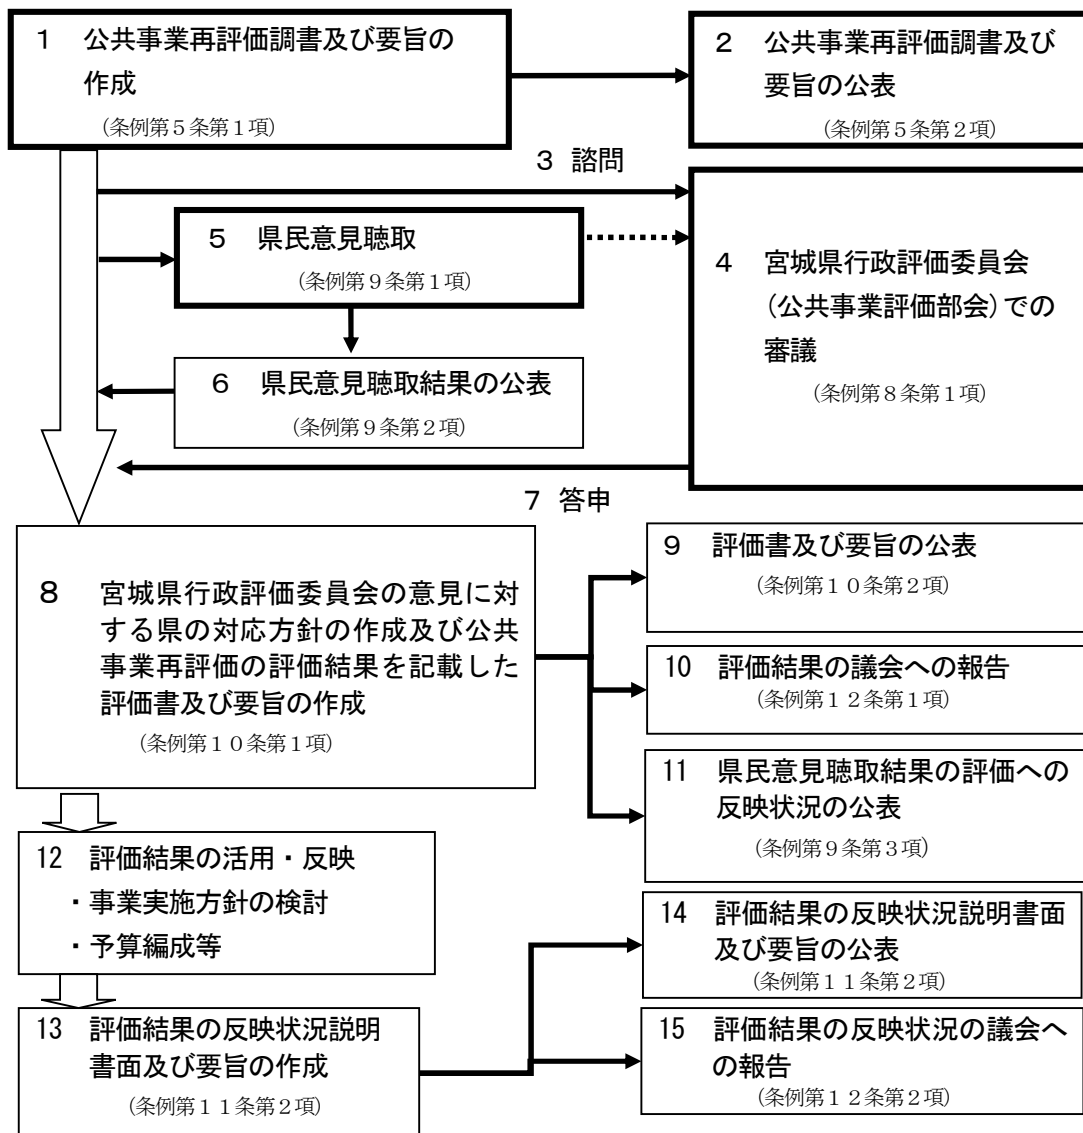 1　公共事業再評価調書及び要旨の
作成
(条例第５条第１項)
2　公共事業再評価調書及び
要旨の公表
(条例第５条第２項)
3 諮問
4　宮城県行政評価委員会
(公共事業評価部会)での
審議
(条例第８条第１項)
5　県民意見聴取
(条例第９条第１項)
6　県民意見聴取結果の公表
(条例第９条第２項)
7 答申
8　宮城県行政評価委員会の意見に対
する県の対応方針の作成及び公共
事業再評価の評価結果を記載した
評価書及び要旨の作成
(条例第１０条第１項)
9　評価書及び要旨の公表
(条例第１０条第２項)
10　評価結果の議会への報告
(条例第１２条第１項)
11　県民意見聴取結果の評価への
反映状況の公表
(条例第９条第３項)
12　評価結果の活用・反映
・事業実施方針の検討
・予算編成等
13　評価結果の反映状況説明
書面及び要旨の作成
(条例第１１条第２項)
14　評価結果の反映状況説明書面
及び要旨の公表
(条例第１１条第２項)
15　評価結果の反映状況の議会へ
の報告
(条例第１２条第２項)